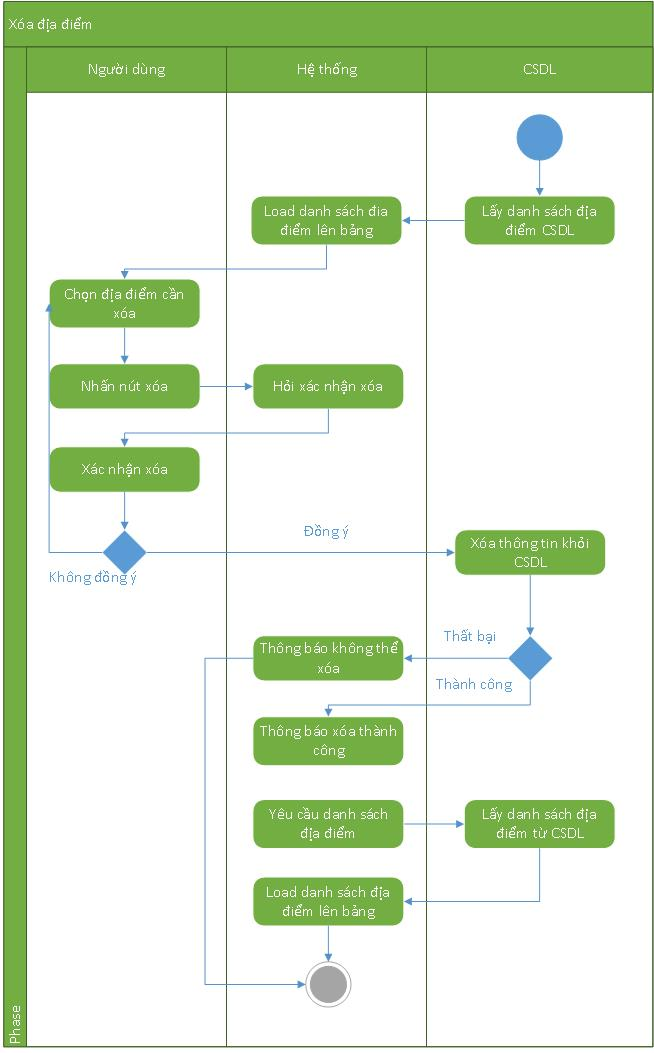 Xóa địa điểm
Người dùng
Hệ thống
CSDL
Load danh sách đia
điểm lên bảng
Lấy danh sách địa
điểm CSDL
Chọn địa điểm cần
xóa
Nhấn nút xóa
Hỏi xác nhận xóa
Xác nhận xóa
Đồng ý
Không đồng ý
Xóa thông tin khỏi
CSDL
Thất bại
Thông báo không thể
xóa
Thành công
Thông báo xóa thành
công
Yêu cầu danh sách
địa điểm
Lấy danh sách địa
điểm từ CSDL
Load danh sách địa
điểm lên bảng
Phase